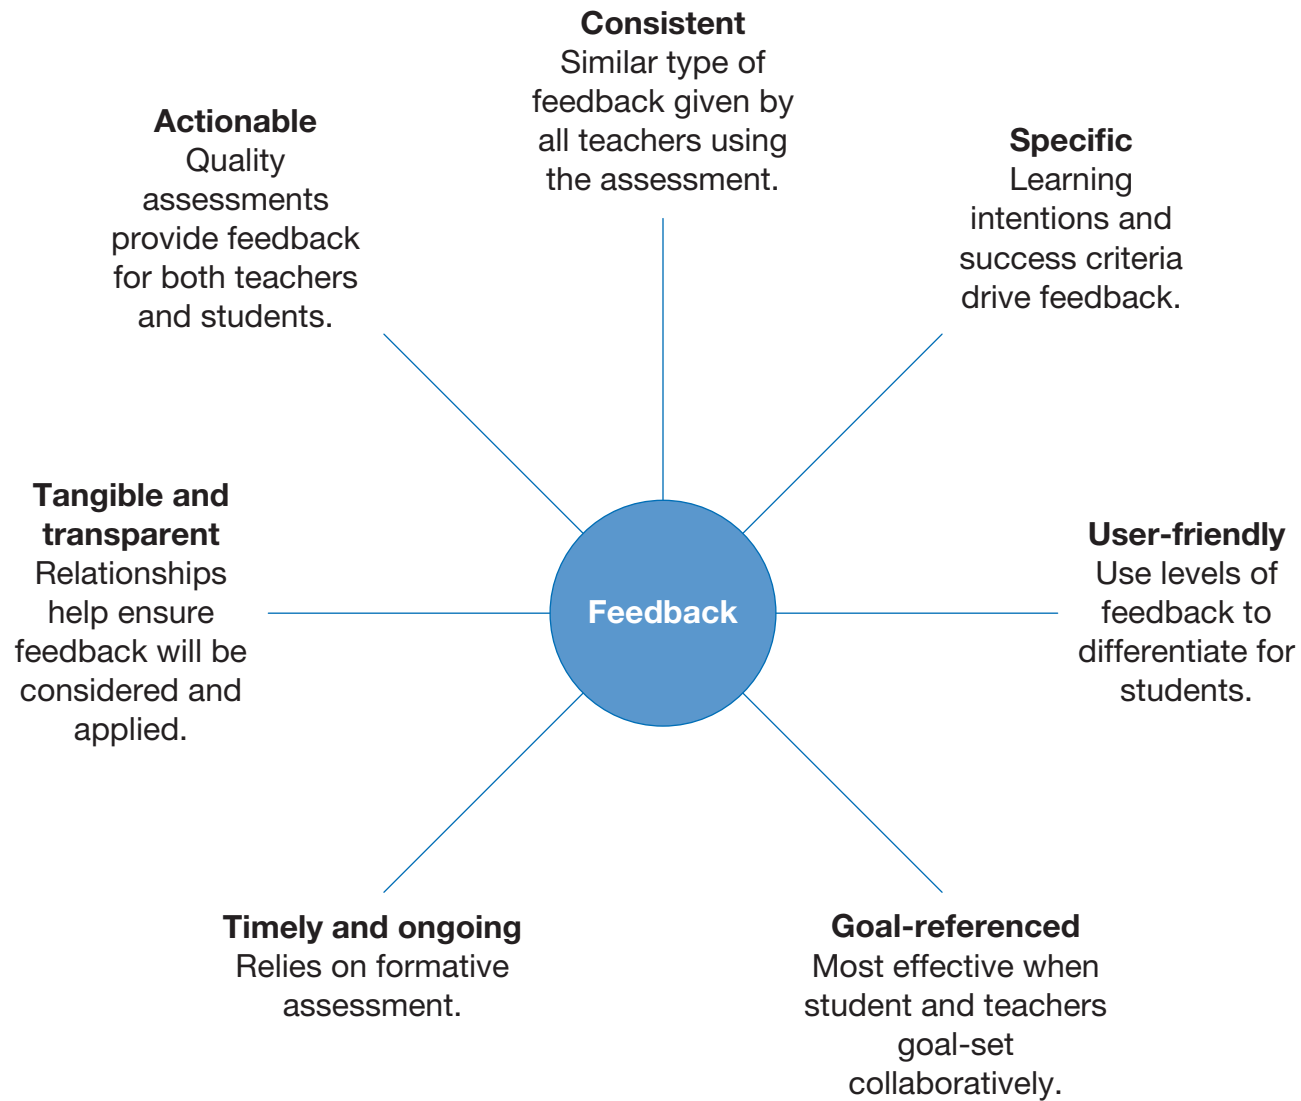 Consistent
Similar type of
feedback given by
all teachers using
the assessment.
Actionable
Quality
assessments
provide feedback
for both teachers
and students.
Specific
Learning
intentions and
success criteria
drive feedback.
Tangible and
transparent
Relationships
help ensure
feedback will be
considered and
applied.
Feedback
User-friendly
Use levels of
feedback to
differentiate for
students.
Timely and ongoing
Relies on formative
assessment.
Goal-referenced
Most effective when
student and teachers
goal-set
collaboratively.